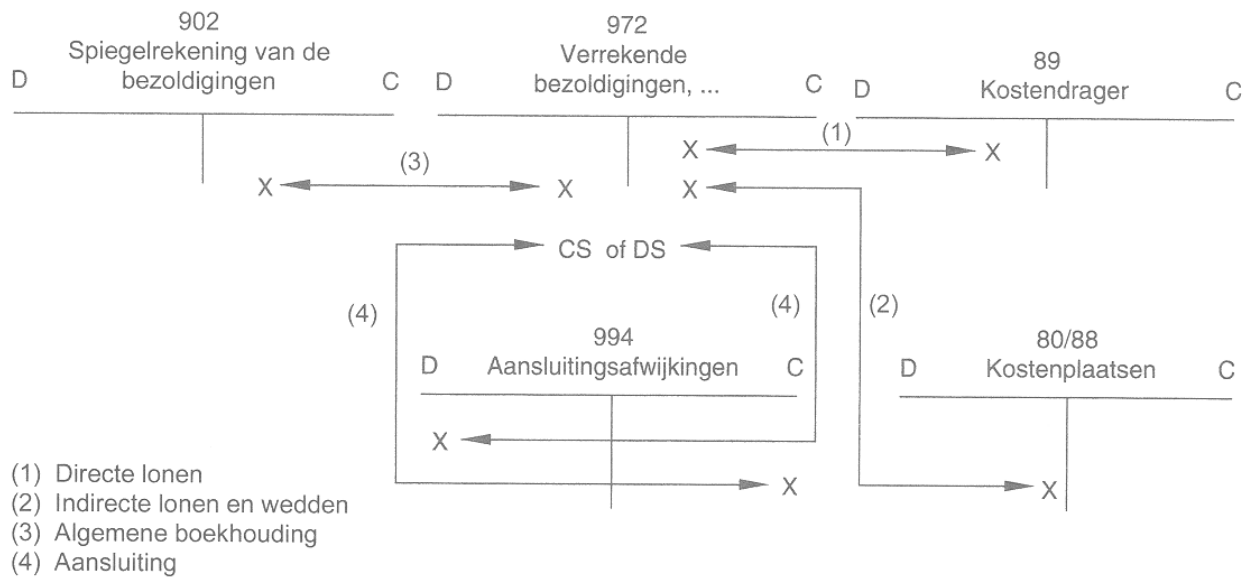 902
Spiegelrekening van de
bezoldigingen
D
C
972
Verrekende
bezoldigingen, ...
D
C
89
Kostendrager
D
C
(1)
X
X
(3)
X
X
X
CS of DS
(4)
(4)
(2)
994
Aansluitingsafwijkingen
D
C
80/88
Kostenplaatsen
D
C
X
X
X
(1) Directe lonen
(2) Indirecte lonen en wedden
(3) Algemene boekhouding
(4) Aansluiting